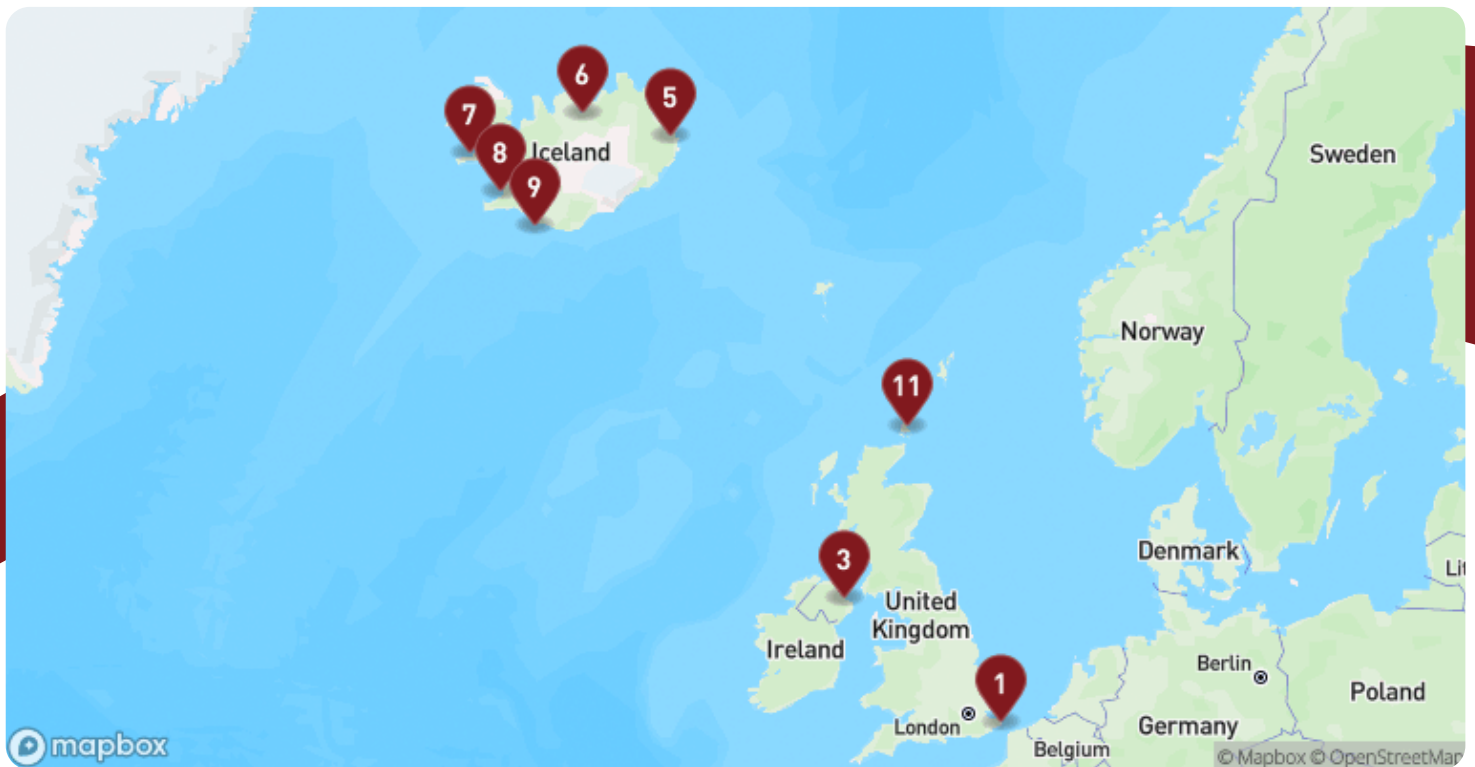 6
5
7
8
Iceland
9
Sweden
Norway
11
Denmark
3
Lit
United
Kingdom
Ireland
Berlin
1
Poland
London
Germany
Belgium
mapbox
© Mapbox © OpenStreetMap